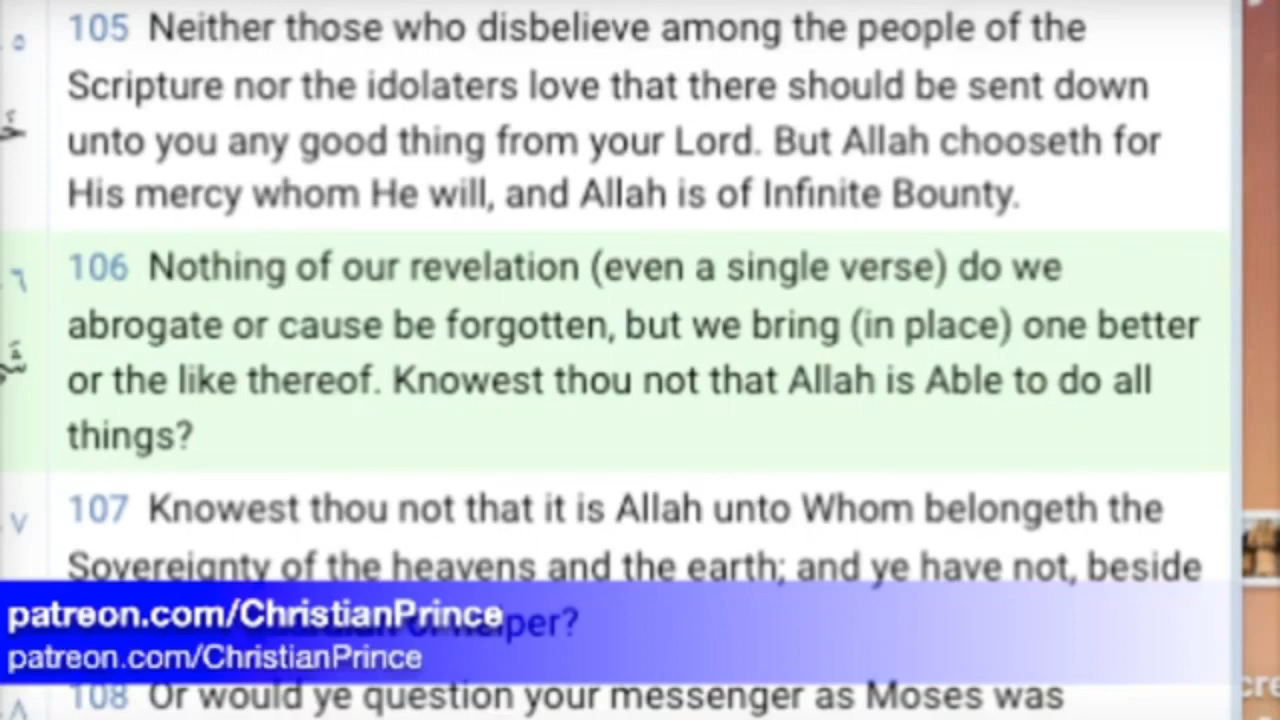 105 Neither those who disbelieve among the people of the
Scripture nor the idolaters love that there should be sent down
unto you any good thing from your Lord. But Allah chooseth for
His mercy whom He will, and Allah is of Infinite Bounty.
106 Nothing of our revelation (even a single verse) do we
abrogate or cause be forgotten, but we bring (in place) one better
or the like thereof. Knowest thou not that Allah is Able to do all
things?
107 Knowest thou not that it is Allah unto Whom belongeth the
Sovereignty of the heavens and the earth; and ye have not, beside
patreon.com/ChristianPrince
patreon.com/ChristianPrince
108 Or would ye question your messenger as Moses was